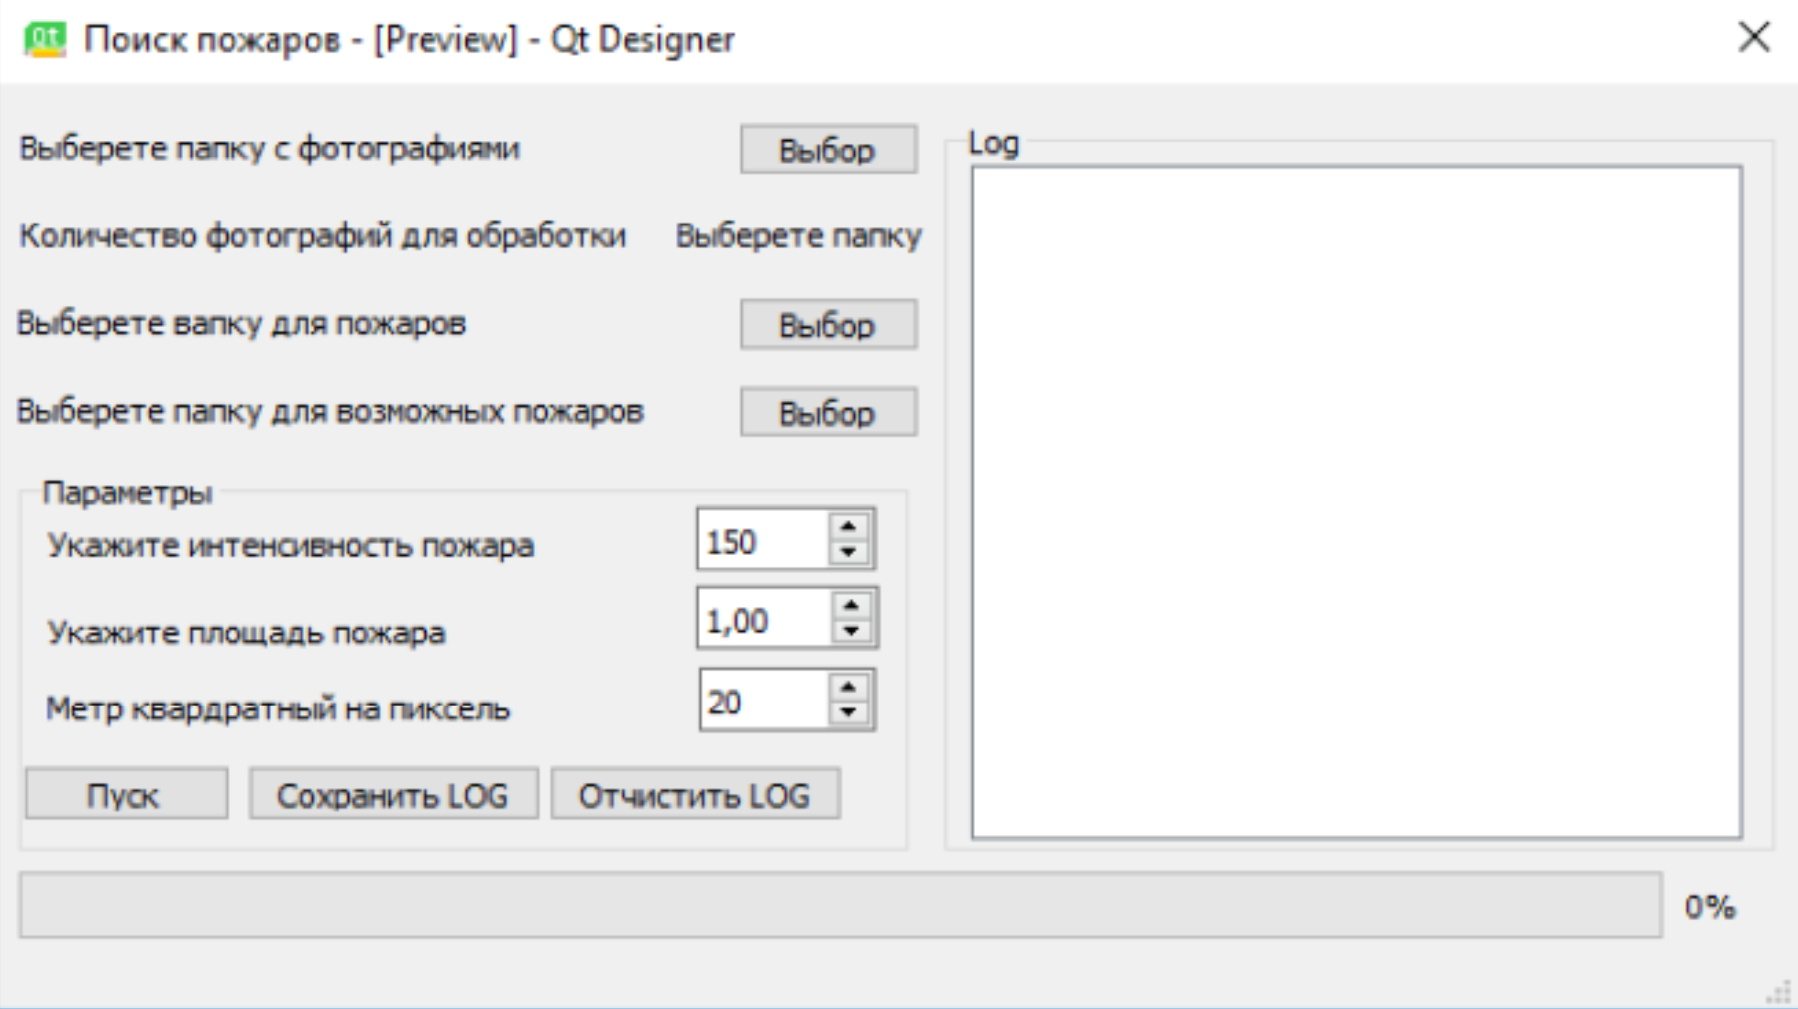 Qt Поиск пожаров - [Preview] - Qt Designer
Выберете папку с фотографиями Выбор
Количество фотографий для обработки Выберете папку
Выберете вапку для пожаров Выбор
Выберете папку для возможных пожаров Выбор
Параметры
Укажите интенсивность пожара 150
Укажите площадь пожара 1,00
Метр квардратный на пиксель 20
Пуск Сохранить LOG Отчистить LOG
Log
0%